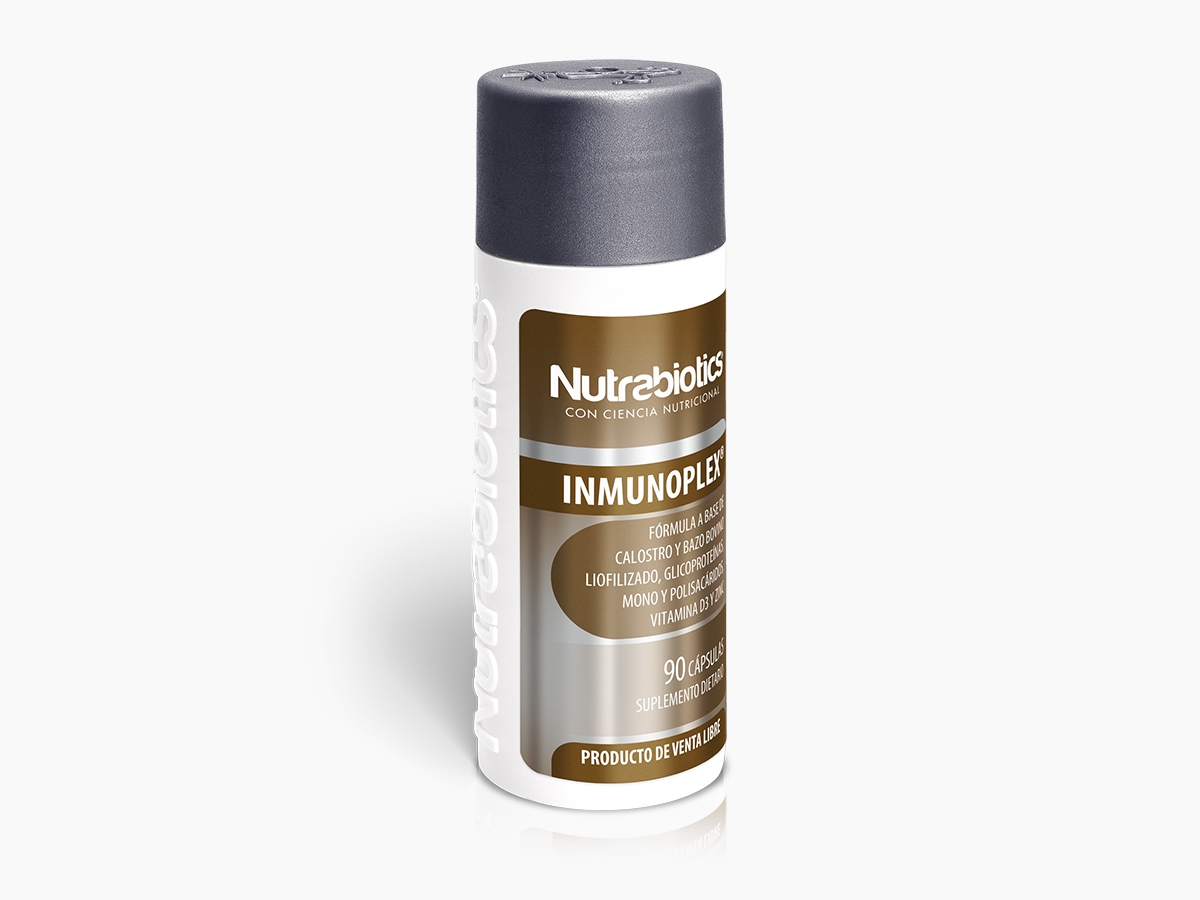 Nutrabiotics®
Nutrabiotics®
CON CIENCIA NUTRICIONAL
INMUNOPLEX®
FÓRMULA A BASE DE
CALOSTRO Y BAZO BOVINO
LIOFILIZADO, GLICOPROTEÍNAS,
MONO Y POLISACÁRIDOS,
VITAMINA D3 Y ZINC
90 CÁPSULAS
SUPLEMENTO DIETARIO
PRODUCTO DE VENTA LIBRE